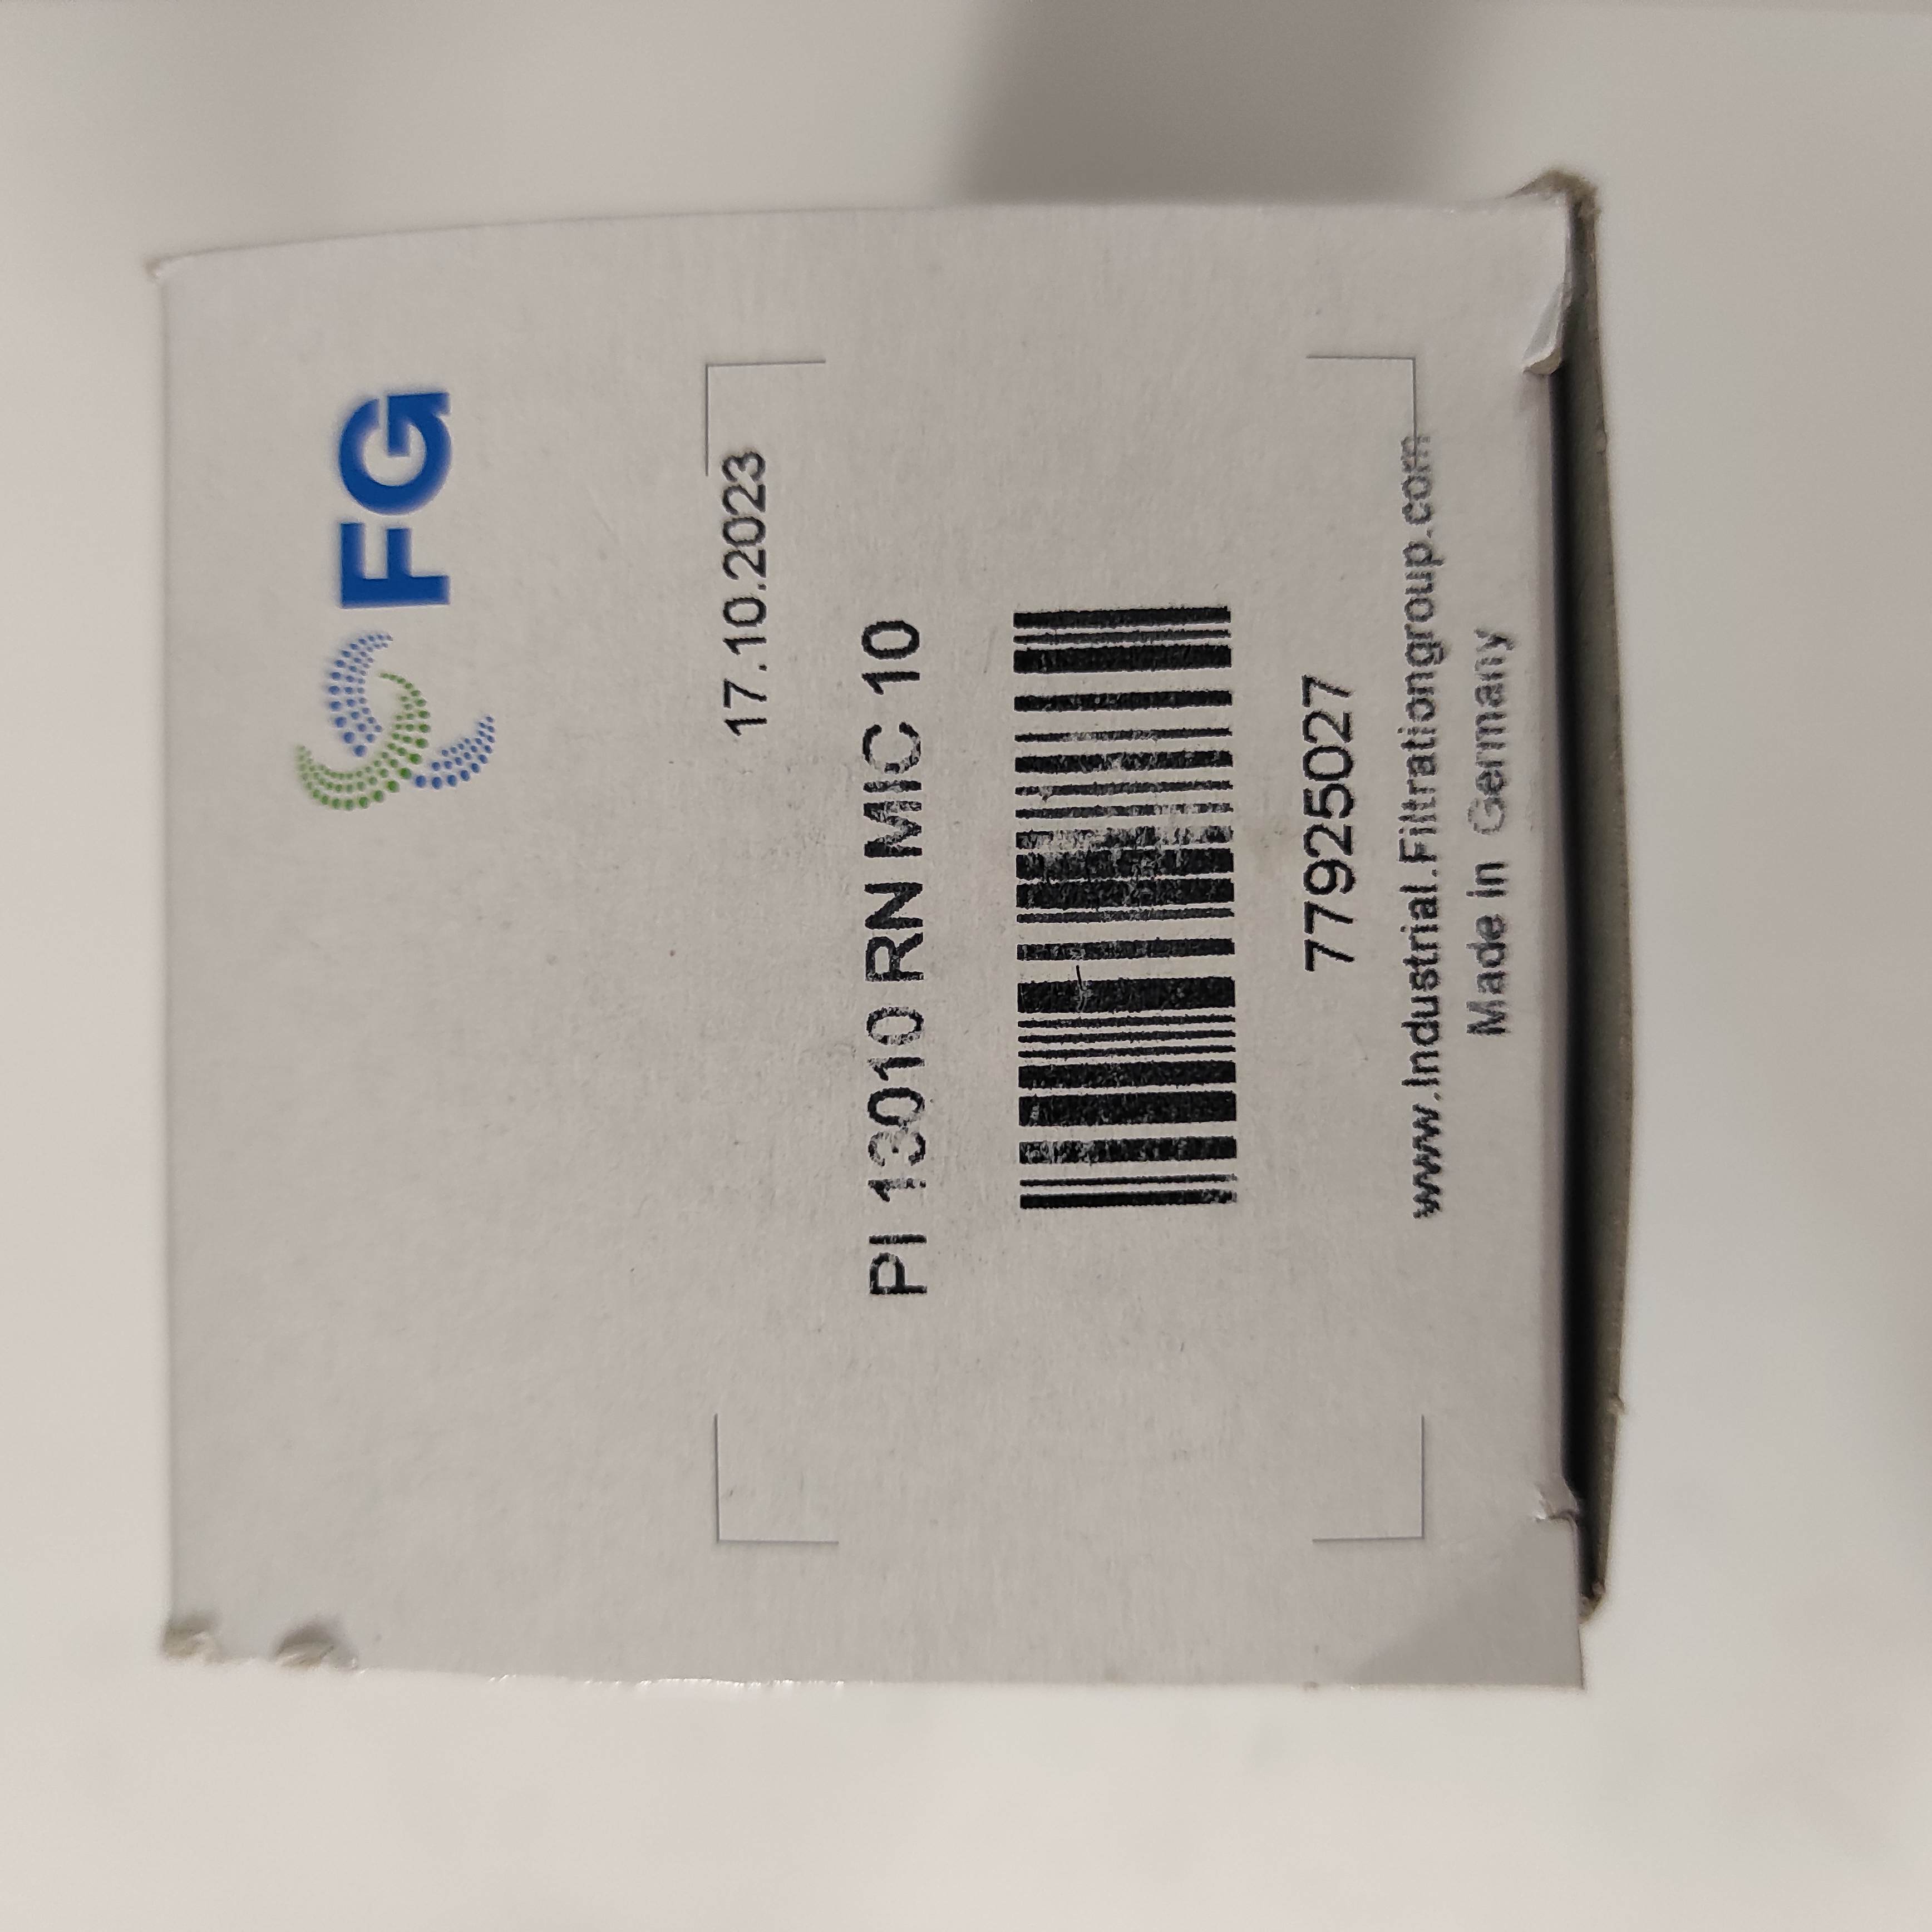 FG
17.10.2023
PI 13010 RN MIC 10
77925027
www.Industrial.Filtrationgroup.com
Made in Germany